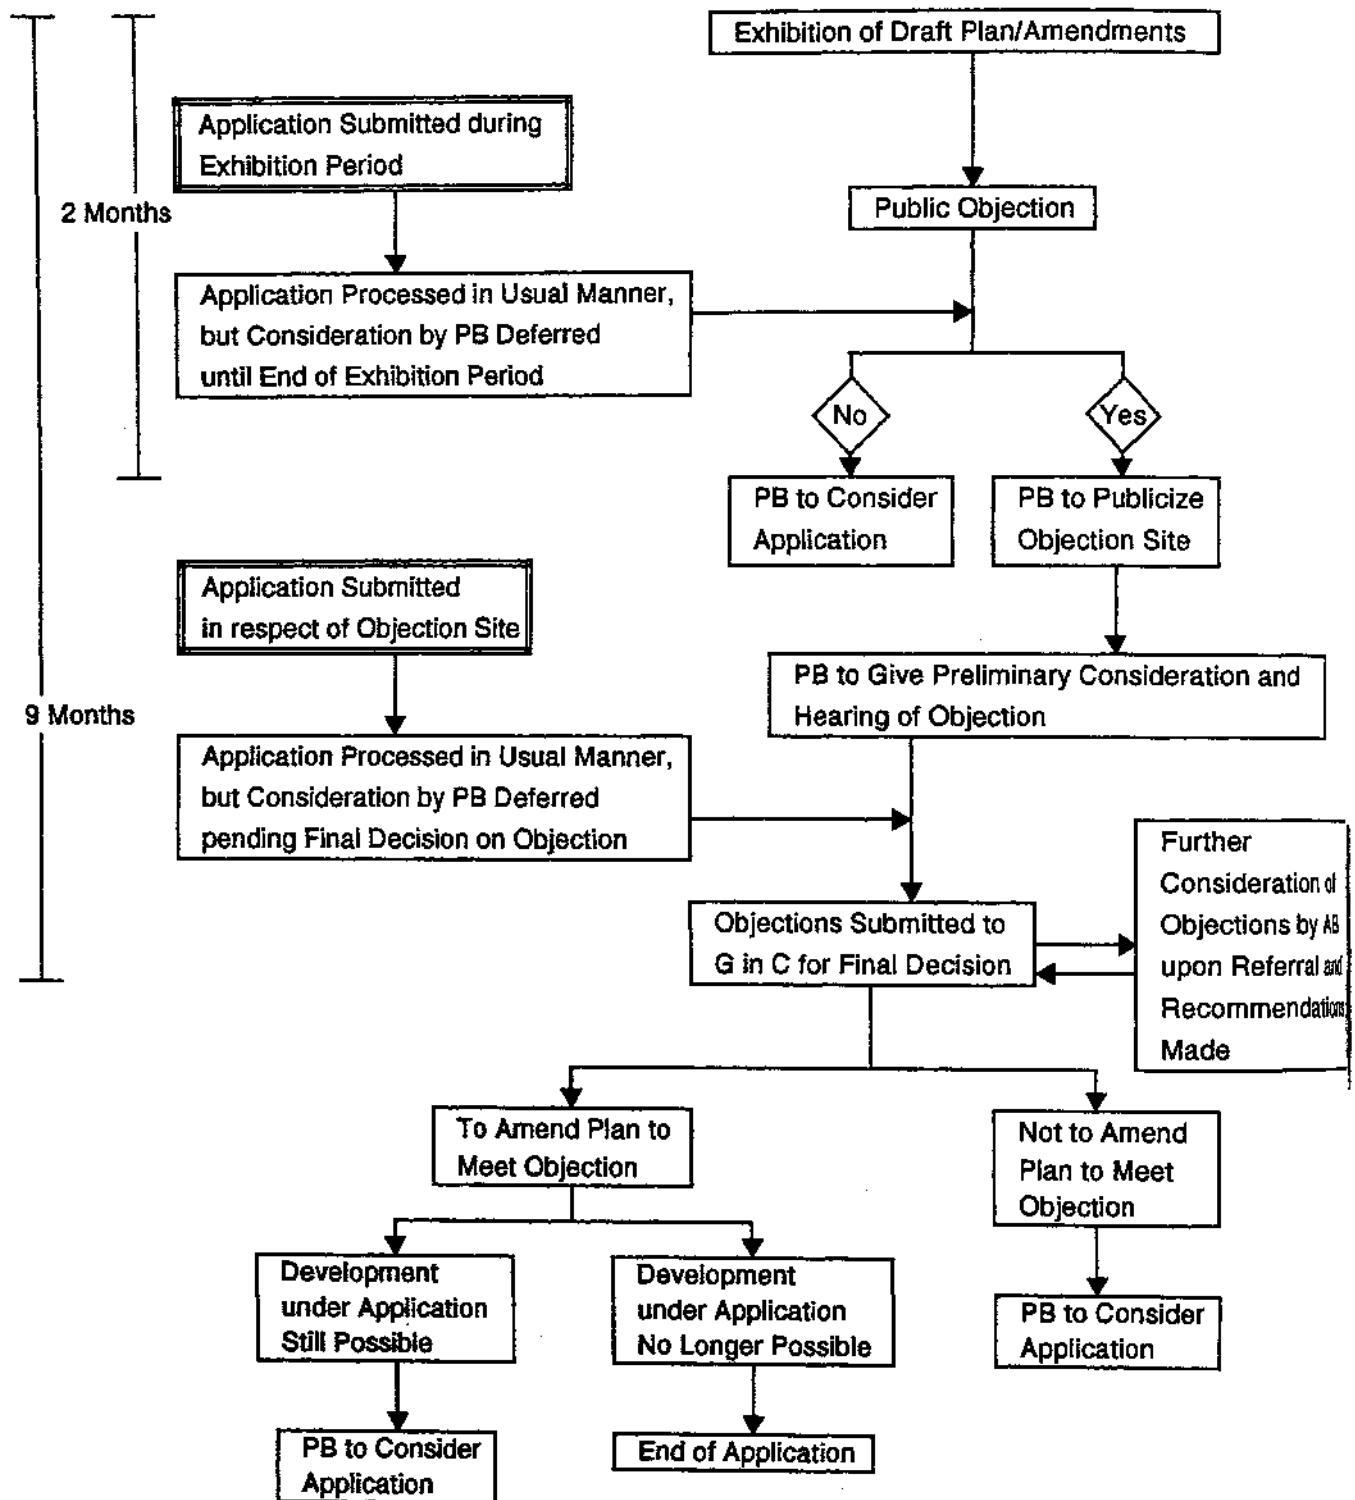 Exhibition of Draft Plan/Amendments
Application Submitted during
Exhibition Period
2 Months
Public Objection
Application Processed in Usual Manner,
but Consideration by PB Deferred
until End of Exhibition Period
No
Yes
PB to Consider
Application
PB to Publicize
Objection Site
Application Submitted
in respect of Objection Site
PB to Give Preliminary Consideration and
Hearing of Objection
9 Months
Application Processed in Usual Manner,
but Consideration by PB Deferred
pending Final Decision on Objection
Further
Consideration of
Objections by AB
upon Referral and
Recommendations
Made
Objections Submitted to
G in C for Final Decision
To Amend Plan to
Meet Objection
Not to Amend
Plan to Meet
Objection
Development
under Application
Still Possible
Development
under Application
No Longer Possible
PB to Consider
Application
PB to Consider
Application
End of Application